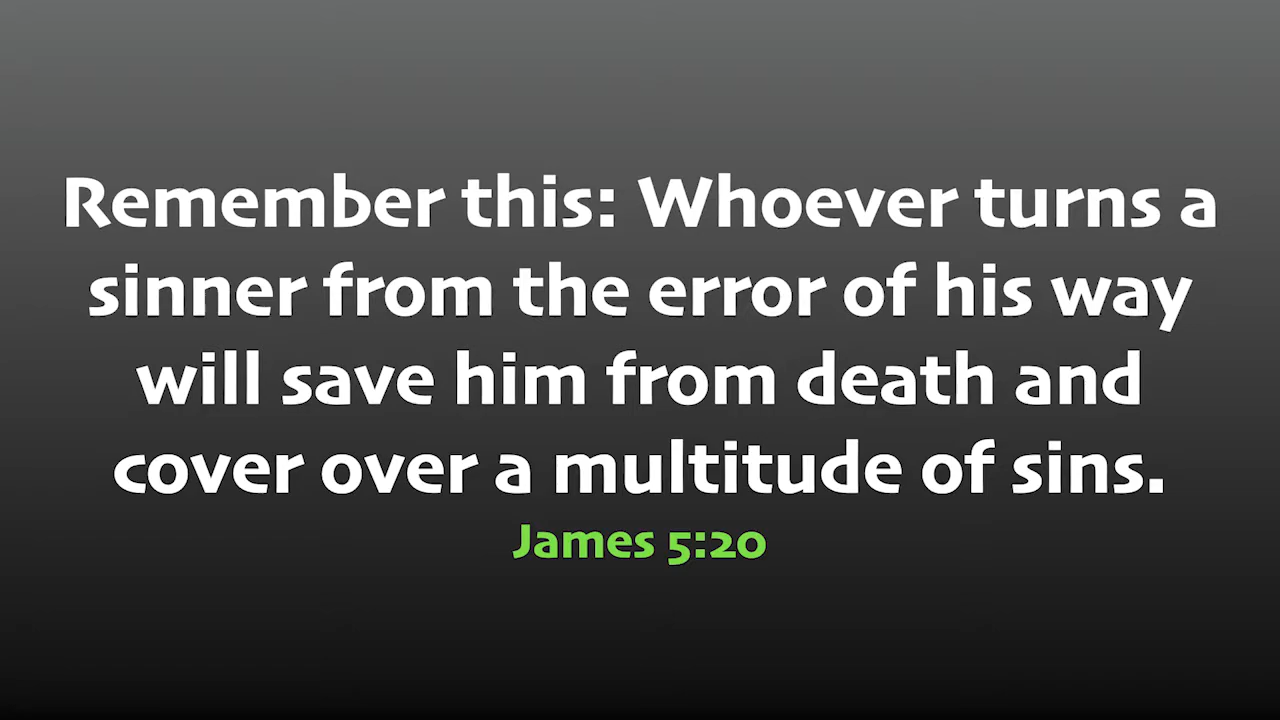 Remember this: Whoever turns a
sinner from the error of his way
will save him from death and
cover over a multitude of sins.
James 5:20